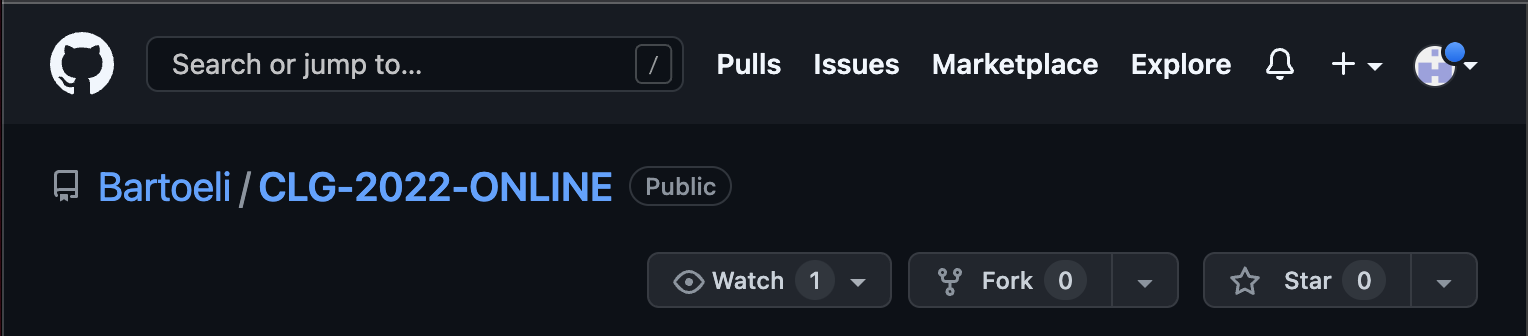 Search or jump to... / Pulls Issues Marketplace Explore
Bartoeli / CLG-2022-ONLINE Public
Watch 1 Fork 0 Star 0